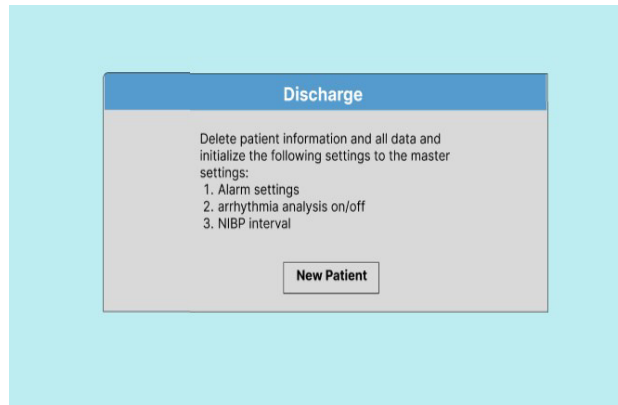 Discharge
Delete patient information and all data and
initialize the following settings to the master
settings:
1. Alarm settings
2. arrhythmia analysis on/off
3. NIBP interval
New Patient